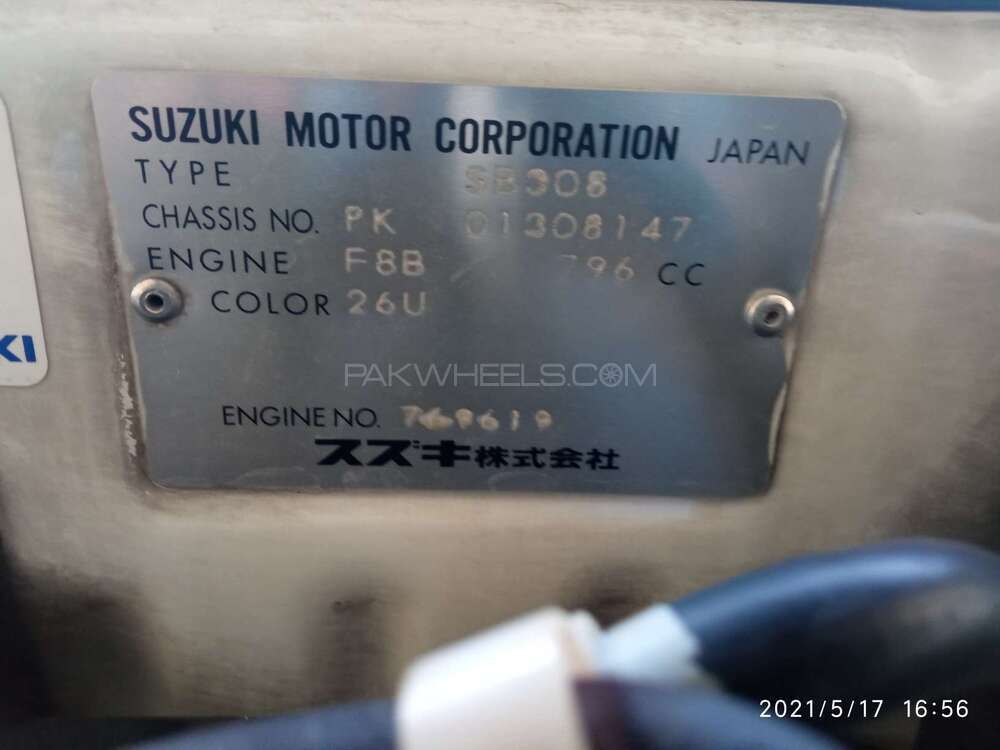 SUZUKI MOTOR CORPORATION JAPAN
TYPE SB308
CHASSIS NO. PK 01308147
ENGINE F8B 796 CC
COLOR 26U
KI
PAKWHEELS.COM
ENGINE NO. 769619
スズキ株式会社
2021/5/17 16:56